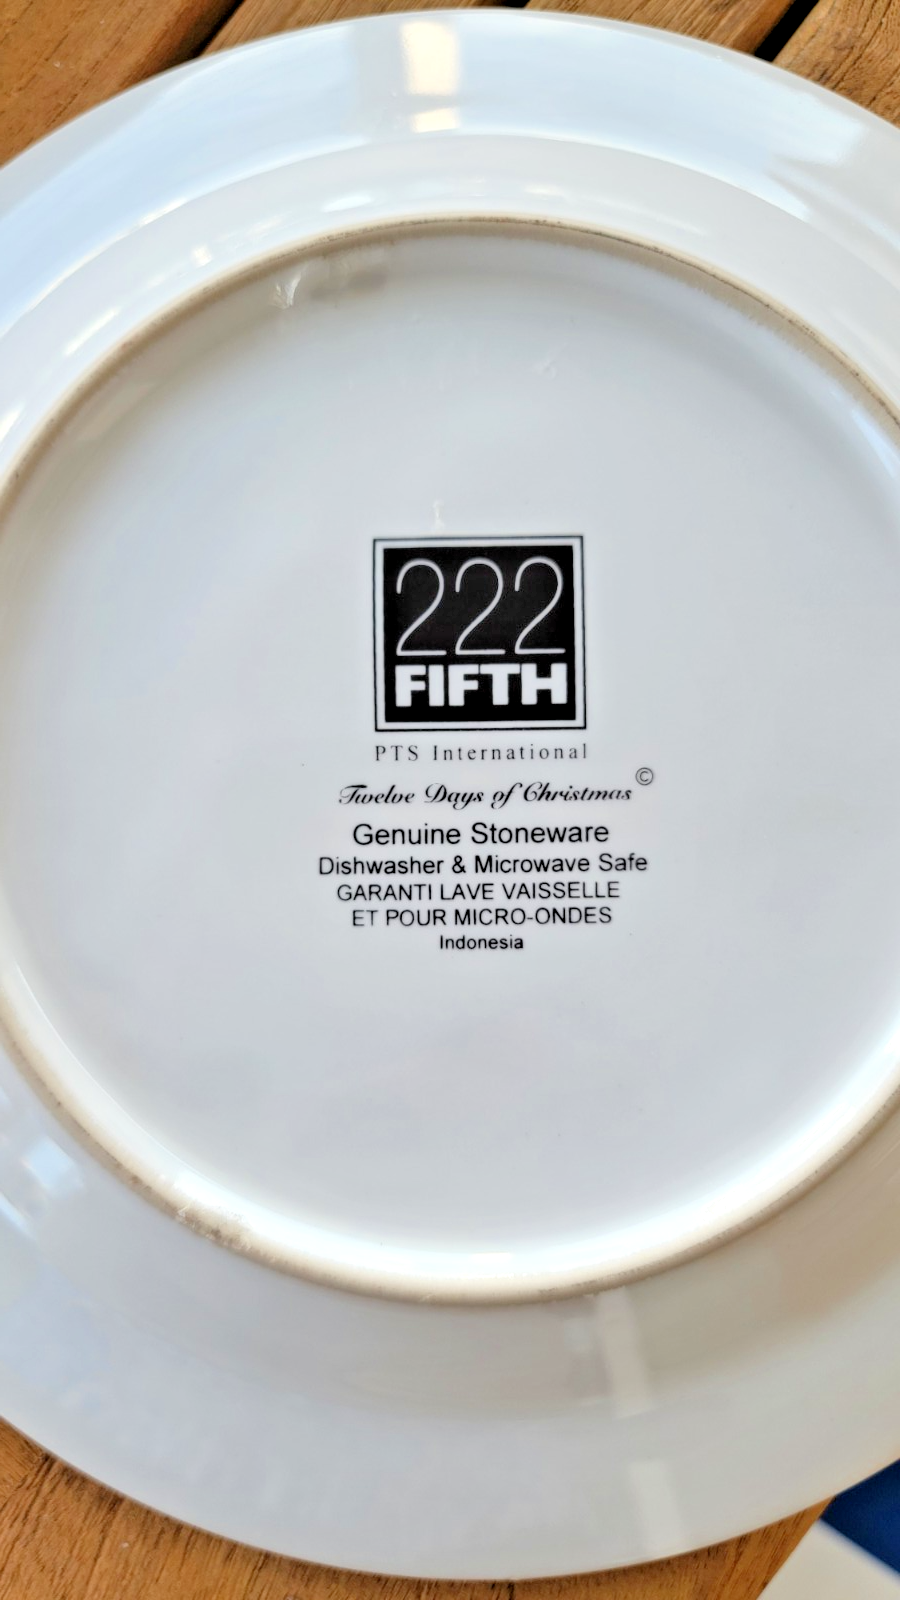 222
FIFTH
PTS International
Twelve Days of Christmas©
Genuine Stoneware
Dishwasher & Microwave Safe
GARANTI LAVE VAISSELLE
ET POUR MICRO-ONDES
Indonesia